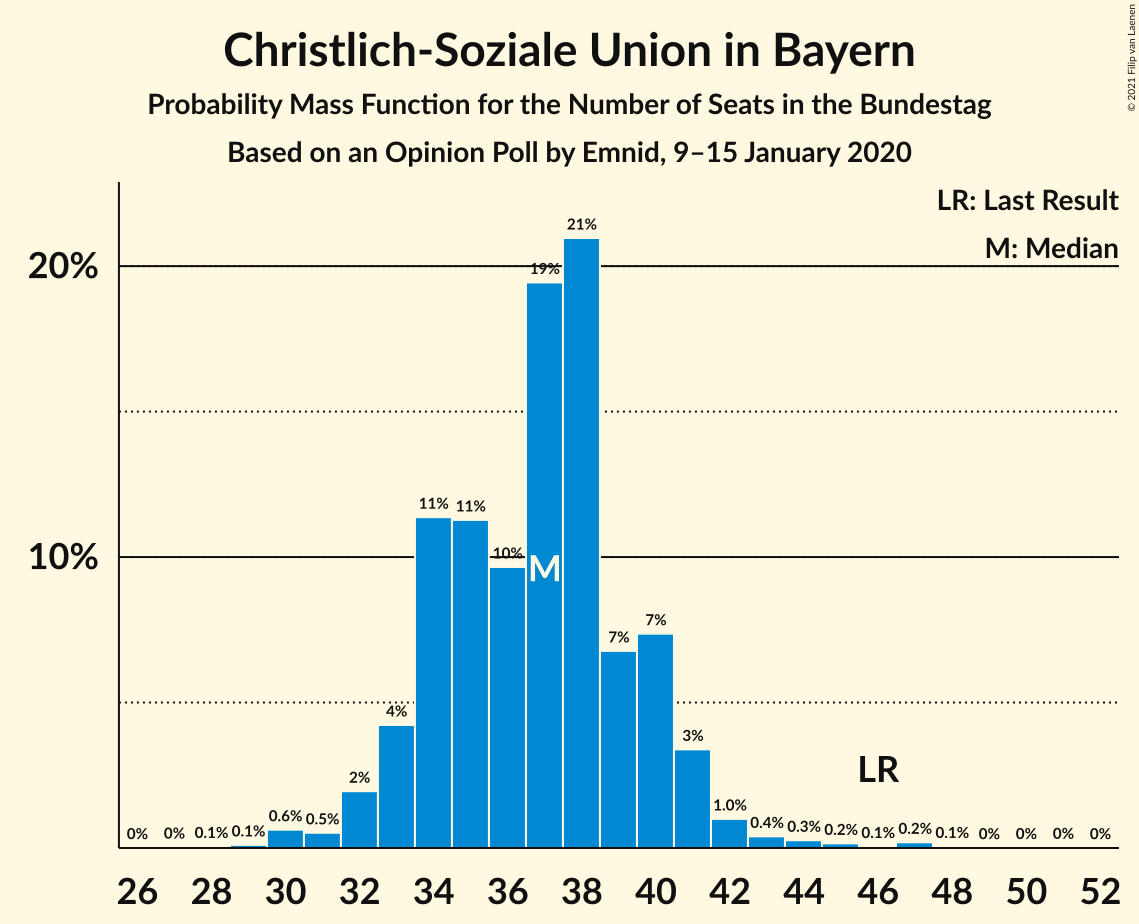 Christlich-Soziale Union in Bayern
Probability Mass Function for the Number of Seats in the Bundestag
Based on an Opinion Poll by Emnid, 9–15 January 2020
© 2021 Filip van Laenen
LR: Last Result
M: Median
20%
10%
0% 0% 0.1% 0.1% 0.6% 0.5% 2% 4% 11% 11% 10% 19% 21% 7% 7% 3% 1.0% 0.4% 0.3% 0.2% 0.1% 0.2% 0.1% 0% 0% 0% 0%
M
LR
26 28 30 32 34 36 38 40 42 44 46 48 50 52